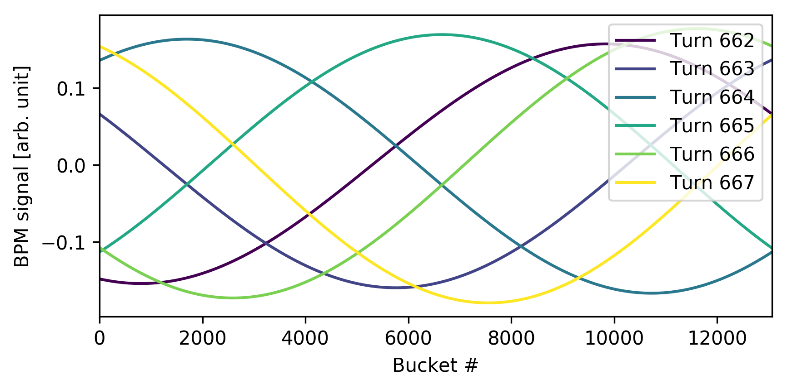 BPM signal [arb. unit]
0.1
0.0
−0.1
0 2000 4000 6000 8000 10000 12000
Bucket #
Turn 662
Turn 663
Turn 664
Turn 665
Turn 666
Turn 667